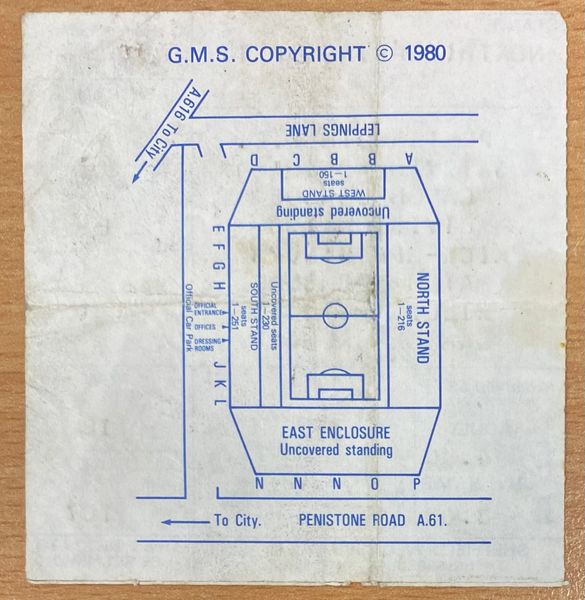 G.M.S. COPYRIGHT © 1980
A.616 To City
LEPPINGS LANE
A B B C D
WEST STAND
seats
1–150
Uncovered standing
E F G H
J K L
Official Car Park
OFFICIAL
ENTRANCE
OFFICES
DRESSING
ROOMS
SOUTH STAND
seats
1–251
Uncovered seats
1–230
NORTH STAND
seats
1–216
EAST ENCLOSURE
Uncovered standing
N N N O P
To City. PENISTONE ROAD A.61.